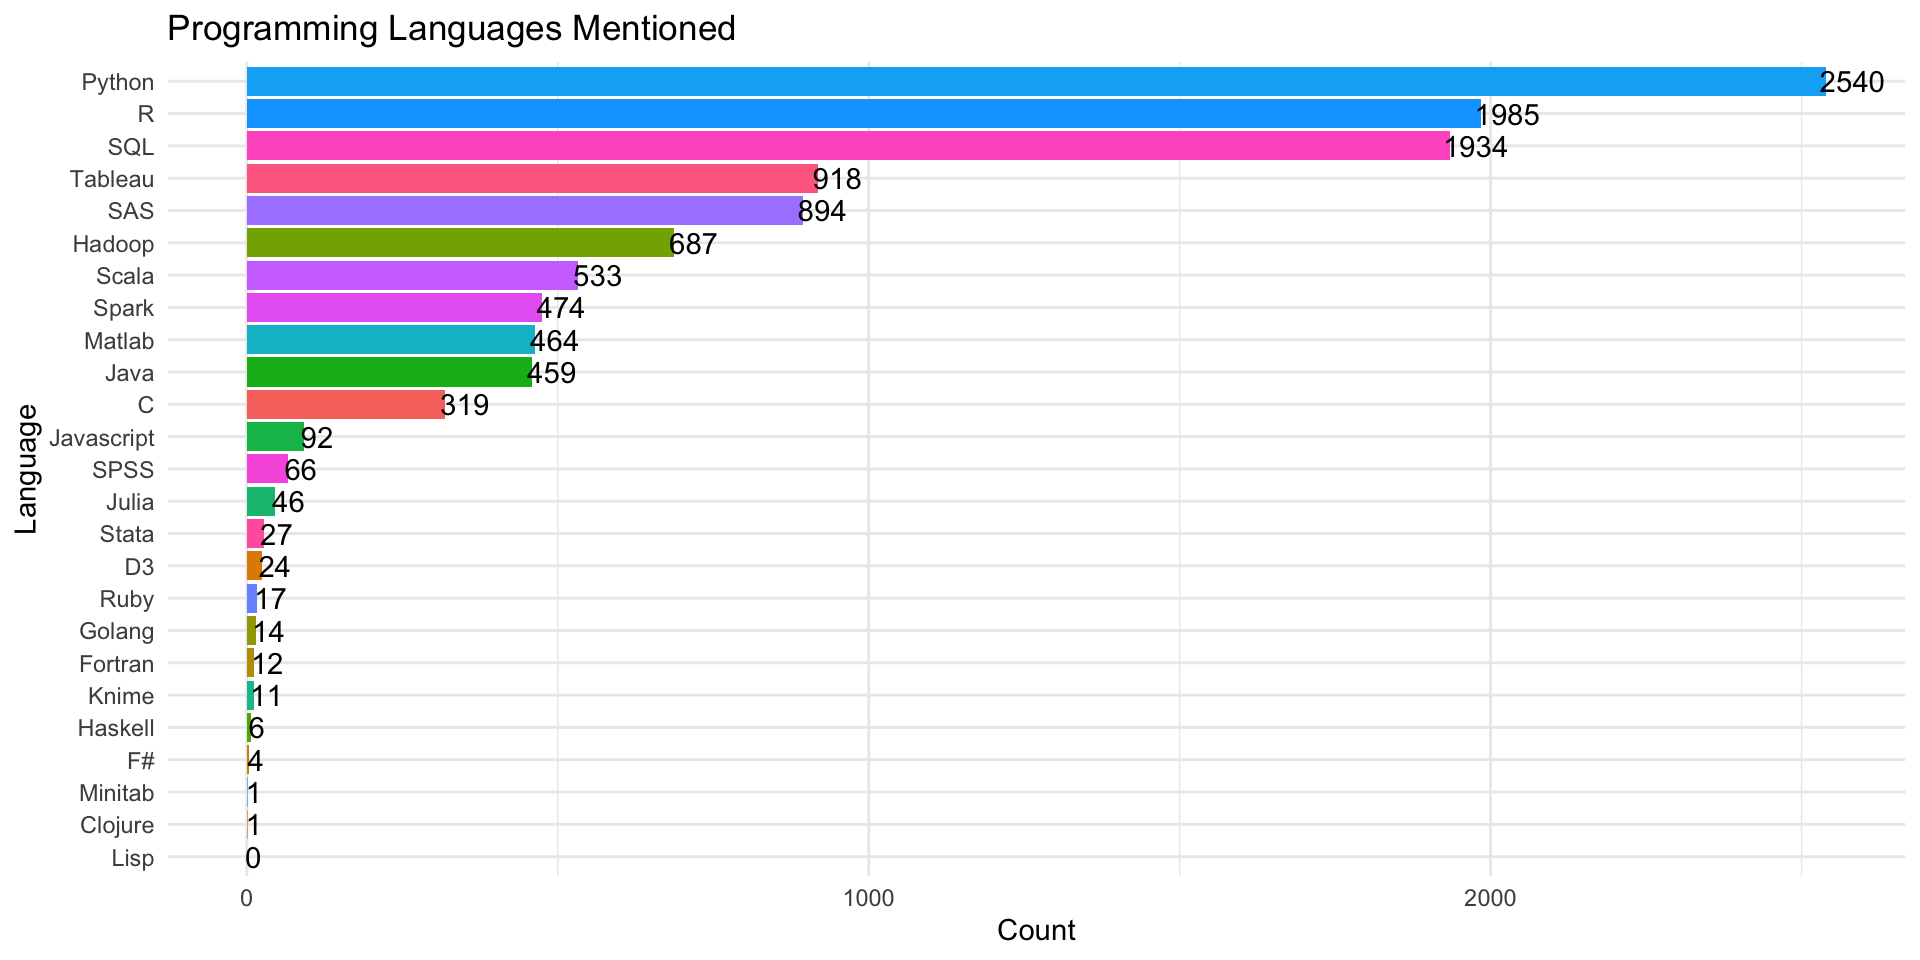 Programming Languages Mentioned
Python 2540
R 1985
SQL 1934
Tableau 918
SAS 894
Hadoop 687
Scala 533
Spark 474
Matlab 464
Java 459
C 319
Javascript 92
SPSS 66
Julia 46
Stata 27
D3 24
Ruby 17
Golang 14
Fortran 12
Knime 11
Haskell 6
F# 4
Minitab 1
Clojure 1
Lisp 0
Language
0 1000 2000
Count